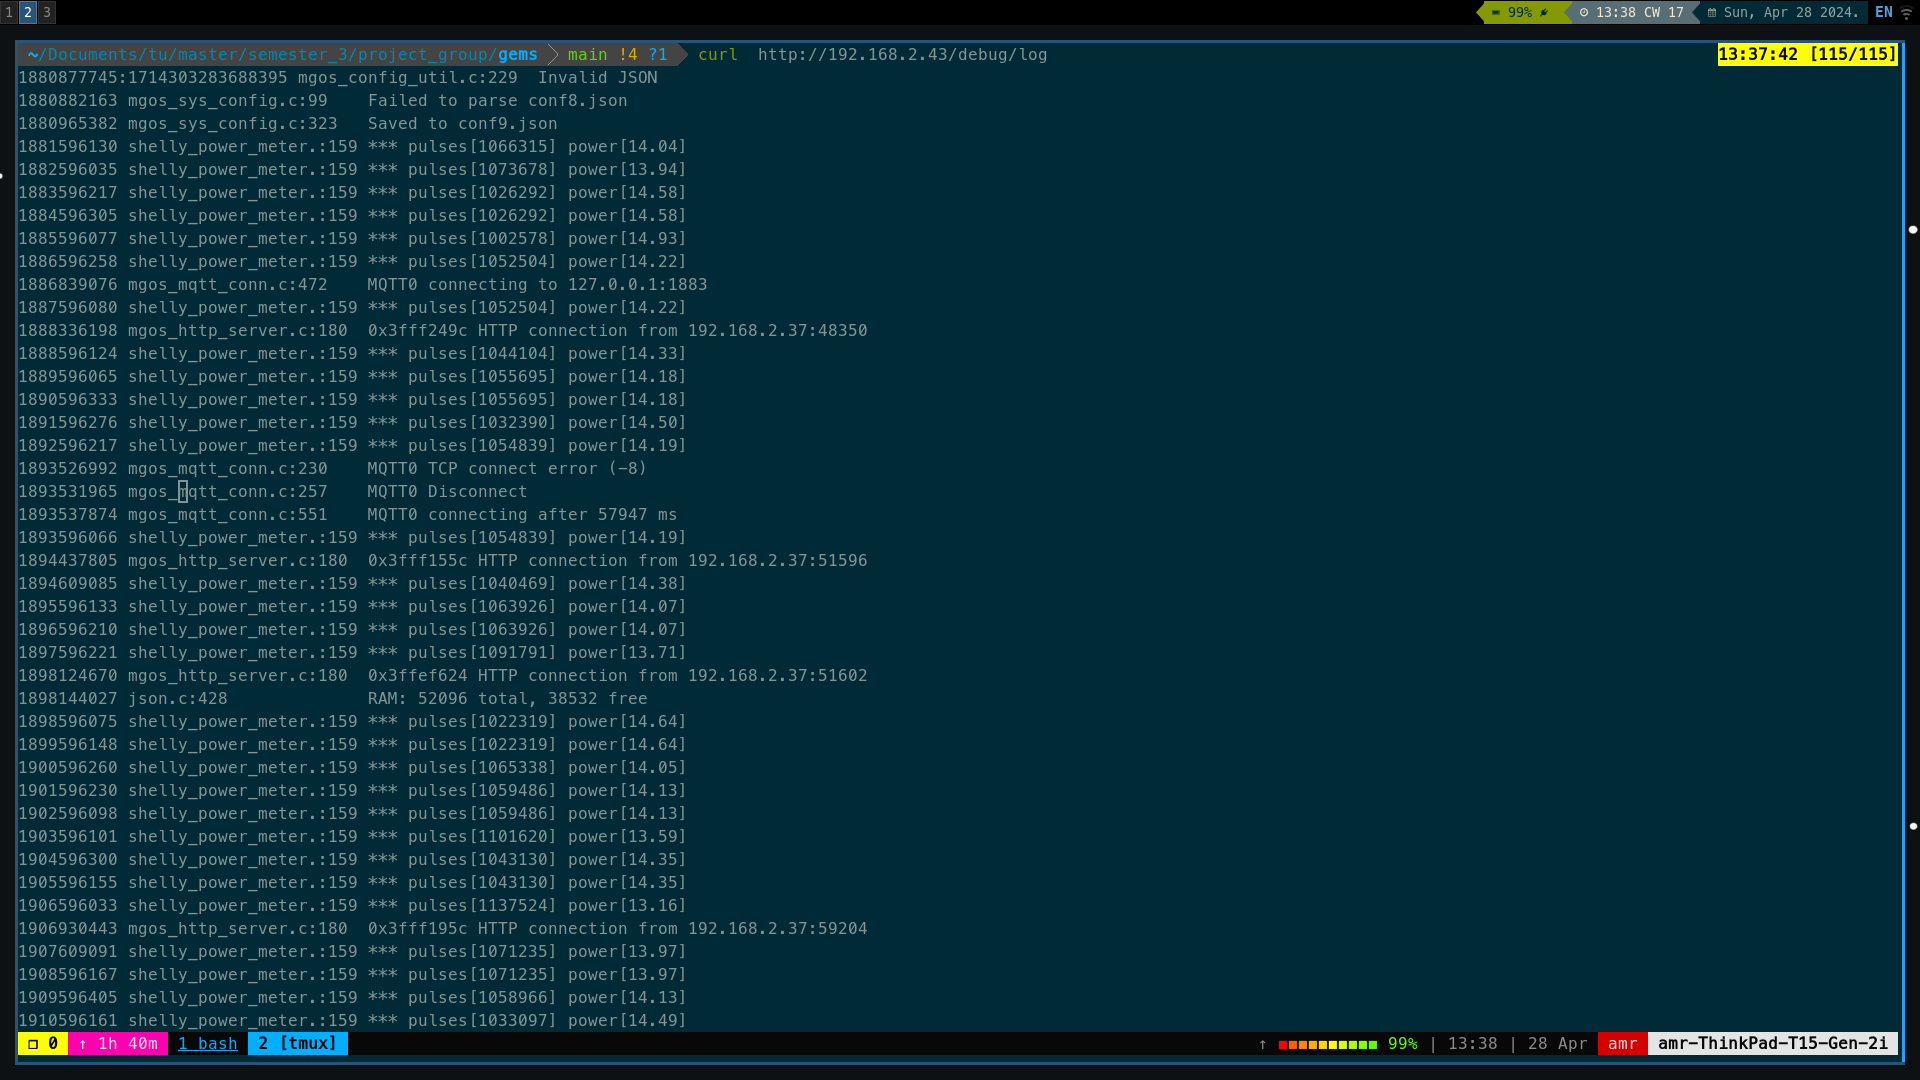 1 2 3 99% 13:38 CW 17 Sun, Apr 28 2024. EN
~/Documents/tu/master/semester_3/project_group/gems main !4 ?1 curl http://192.168.2.43/debug/log 13:37:42 [115/115]
1880877745:1714303283688395 mgos_config_util.c:229 Invalid JSON
1880882163 mgos_sys_config.c:99 Failed to parse conf8.json
1880965382 mgos_sys_config.c:323 Saved to conf9.json
1881596130 shelly_power_meter.:159 *** pulses[1066315] power[14.04]
1882596035 shelly_power_meter.:159 *** pulses[1073678] power[13.94]
1883596217 shelly_power_meter.:159 *** pulses[1026292] power[14.58]
1884596305 shelly_power_meter.:159 *** pulses[1026292] power[14.58]
1885596077 shelly_power_meter.:159 *** pulses[1002578] power[14.93]
1886596258 shelly_power_meter.:159 *** pulses[1052504] power[14.22]
1886839076 mgos_mqtt_conn.c:472 MQTT0 connecting to 127.0.0.1:1883
1887596080 shelly_power_meter.:159 *** pulses[1052504] power[14.22]
1888336198 mgos_http_server.c:180 0x3fff249c HTTP connection from 192.168.2.37:48350
1888596124 shelly_power_meter.:159 *** pulses[1044104] power[14.33]
1889596065 shelly_power_meter.:159 *** pulses[1055695] power[14.18]
1890596333 shelly_power_meter.:159 *** pulses[1055695] power[14.18]
1891596276 shelly_power_meter.:159 *** pulses[1032390] power[14.50]
1892596217 shelly_power_meter.:159 *** pulses[1054839] power[14.19]
1893526992 mgos_mqtt_conn.c:230 MQTT0 TCP connect error (-8)
1893531965 mgos_mqtt_conn.c:257 MQTT0 Disconnect
1893537874 mgos_mqtt_conn.c:551 MQTT0 connecting after 57947 ms
1893596066 shelly_power_meter.:159 *** pulses[1054839] power[14.19]
1894437805 mgos_http_server.c:180 0x3fff155c HTTP connection from 192.168.2.37:51596
1894609085 shelly_power_meter.:159 *** pulses[1040469] power[14.38]
1895596133 shelly_power_meter.:159 *** pulses[1063926] power[14.07]
1896596210 shelly_power_meter.:159 *** pulses[1063926] power[14.07]
1897596221 shelly_power_meter.:159 *** pulses[1091791] power[13.71]
1898124670 mgos_http_server.c:180 0x3ffef624 HTTP connection from 192.168.2.37:51602
1898144027 json.c:428 RAM: 52096 total, 38532 free
1898596075 shelly_power_meter.:159 *** pulses[1022319] power[14.64]
1899596148 shelly_power_meter.:159 *** pulses[1022319] power[14.64]
1900596260 shelly_power_meter.:159 *** pulses[1065338] power[14.05]
1901596230 shelly_power_meter.:159 *** pulses[1059486] power[14.13]
1902596098 shelly_power_meter.:159 *** pulses[1059486] power[14.13]
1903596101 shelly_power_meter.:159 *** pulses[1101620] power[13.59]
1904596300 shelly_power_meter.:159 *** pulses[1043130] power[14.35]
1905596155 shelly_power_meter.:159 *** pulses[1043130] power[14.35]
1906596033 shelly_power_meter.:159 *** pulses[1137524] power[13.16]
1906930443 mgos_http_server.c:180 0x3fff195c HTTP connection from 192.168.2.37:59204
1907609091 shelly_power_meter.:159 *** pulses[1071235] power[13.97]
1908596167 shelly_power_meter.:159 *** pulses[1071235] power[13.97]
1909596405 shelly_power_meter.:159 *** pulses[1058966] power[14.13]
1910596161 shelly_power_meter.:159 *** pulses[1033097] power[14.49]
❐ 0 ↑ 1h 40m 1 bash 2 [tmux] ↑ 99% | 13:38 | 28 Apr amr amr-ThinkPad-T15-Gen-2i